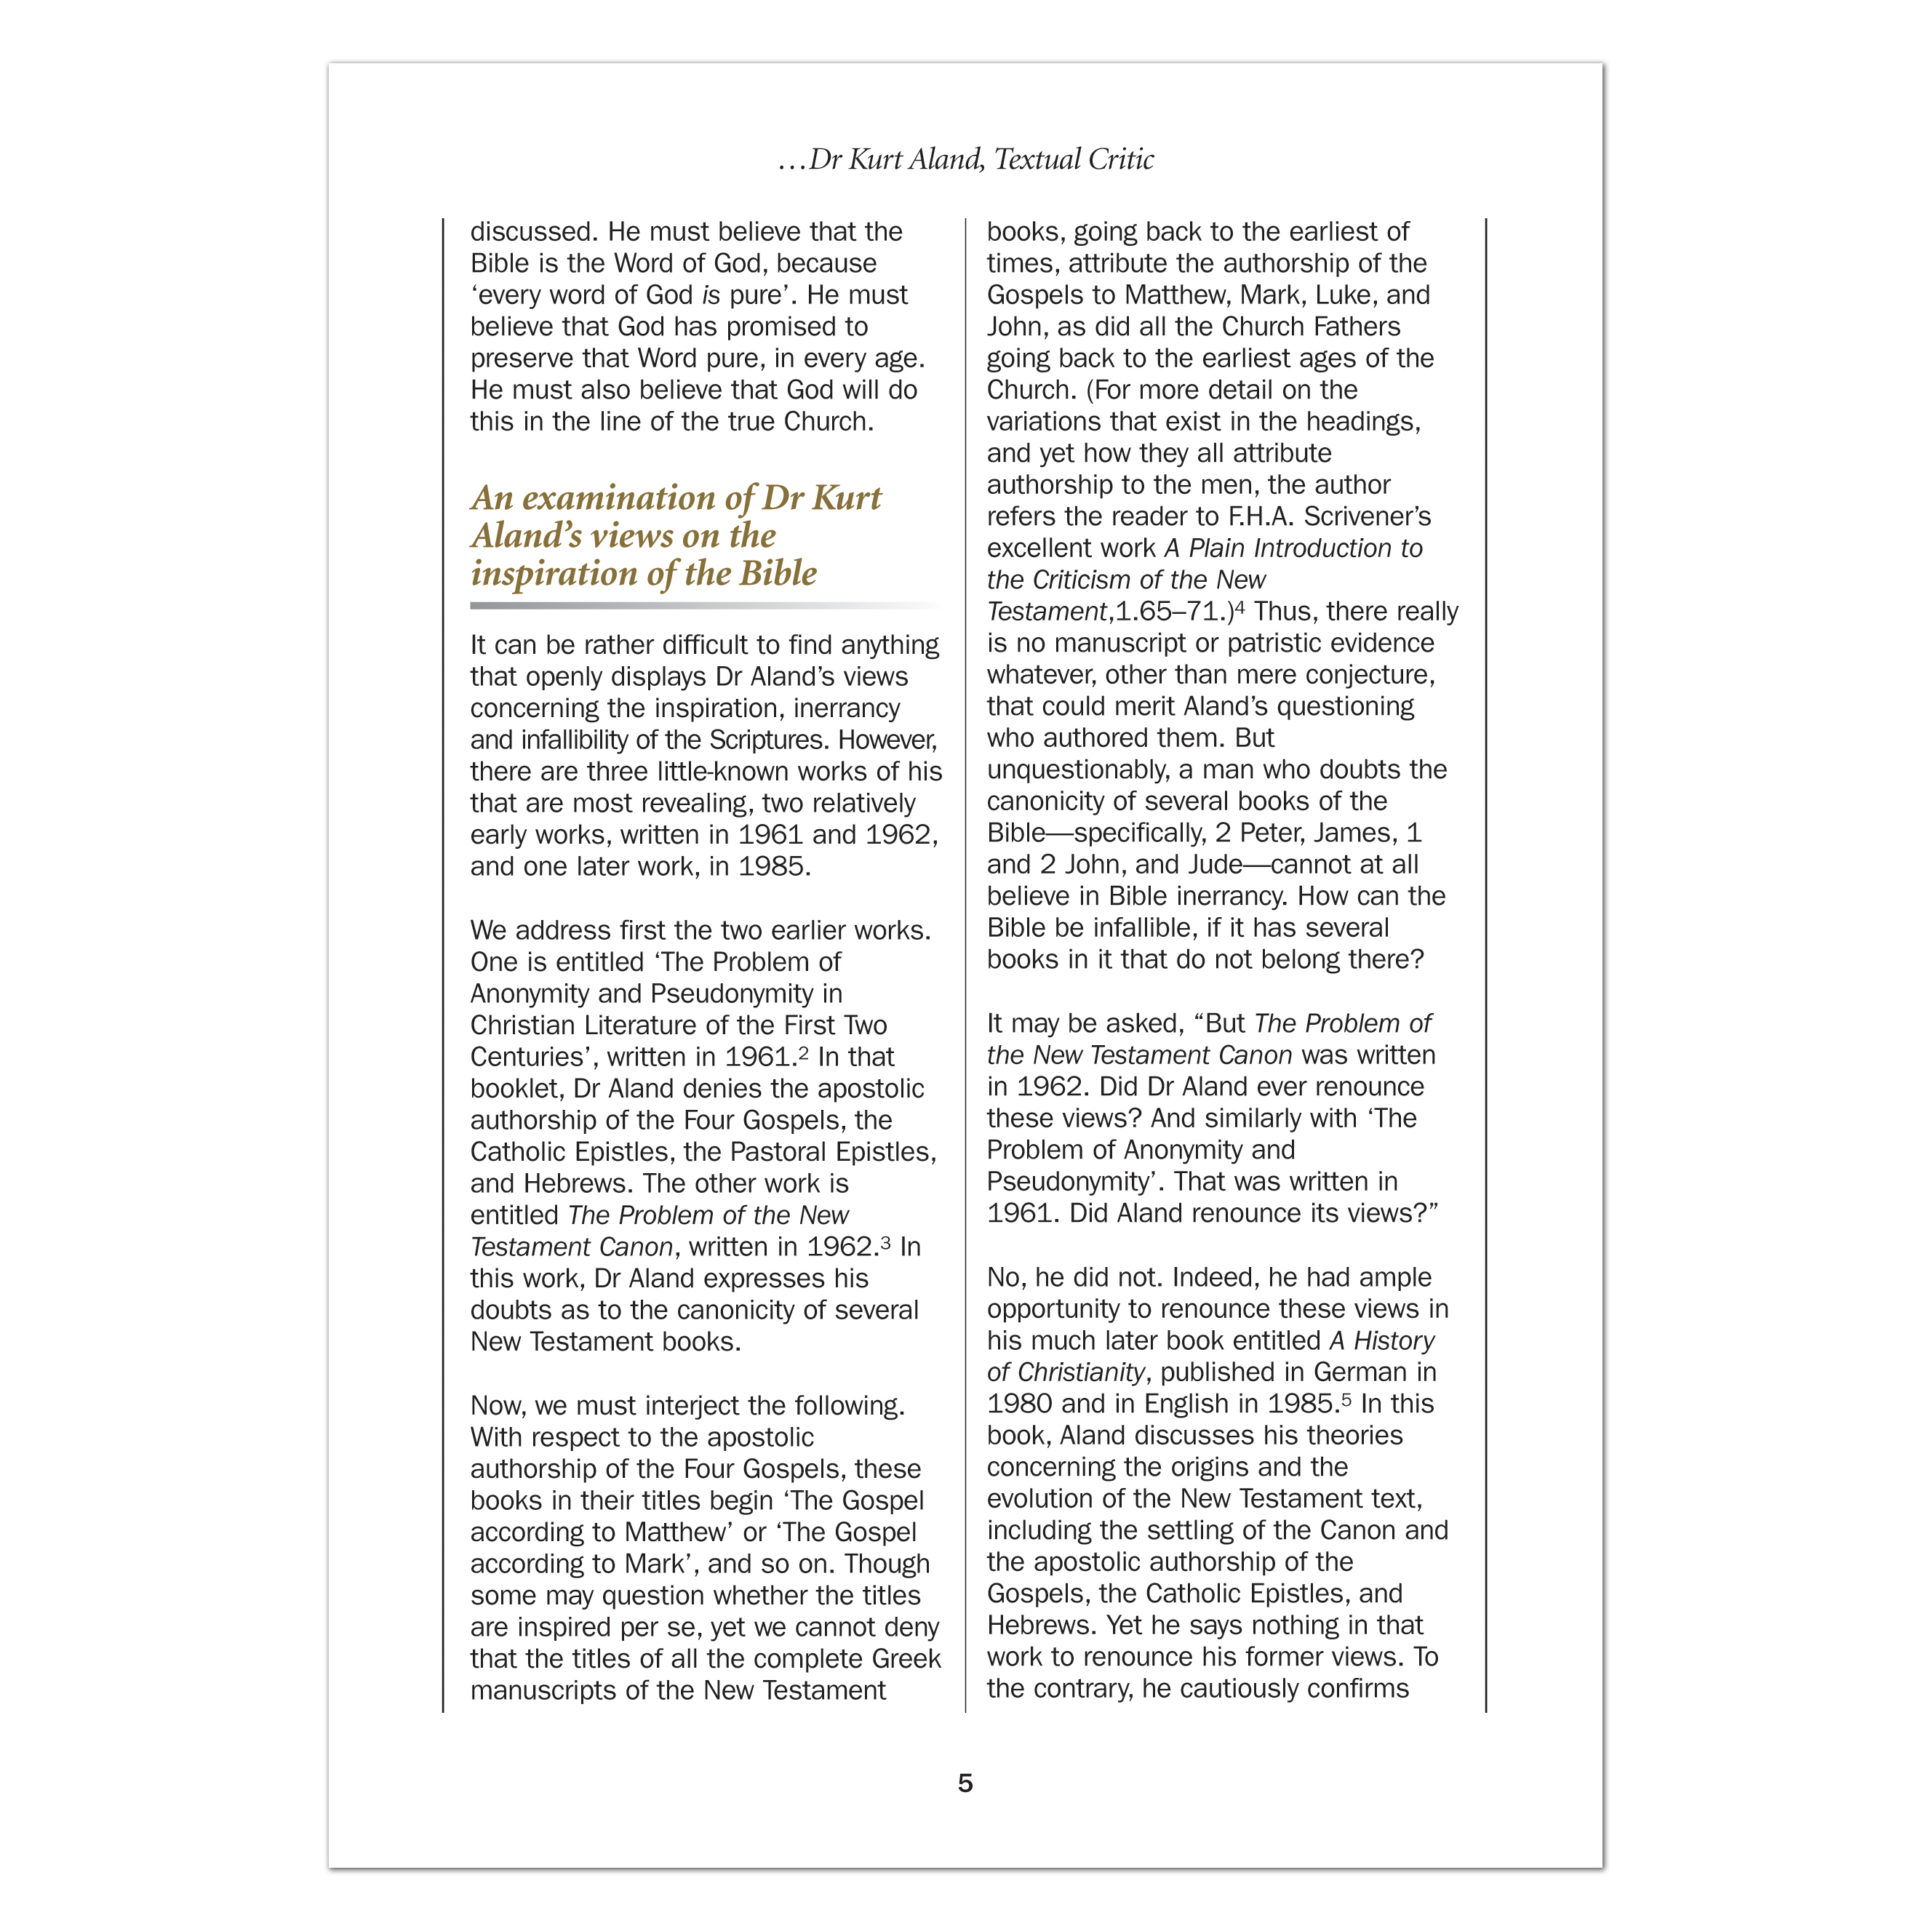 …Dr Kurt Aland, Textual Critic
discussed. He must believe that the
Bible is the Word of God, because
‘every word of God is pure’. He must
believe that God has promised to
preserve that Word pure, in every age.
He must also believe that God will do
this in the line of the true Church.
An examination of Dr Kurt
Aland’s views on the
inspiration of the Bible
It can be rather difficult to find anything
that openly displays Dr Aland’s views
concerning the inspiration, inerrancy
and infallibility of the Scriptures. However,
there are three little-known works of his
that are most revealing, two relatively
early works, written in 1961 and 1962,
and one later work, in 1985.
We address first the two earlier works.
One is entitled ‘The Problem of
Anonymity and Pseudonymity in
Christian Literature of the First Two
Centuries’, written in 1961.2 In that
booklet, Dr Aland denies the apostolic
authorship of the Four Gospels, the
Catholic Epistles, the Pastoral Epistles,
and Hebrews. The other work is
entitled The Problem of the New
Testament Canon, written in 1962.3 In
this work, Dr Aland expresses his
doubts as to the canonicity of several
New Testament books.
Now, we must interject the following.
With respect to the apostolic
authorship of the Four Gospels, these
books in their titles begin ‘The Gospel
according to Matthew’ or ‘The Gospel
according to Mark’, and so on. Though
some may question whether the titles
are inspired per se, yet we cannot deny
that the titles of all the complete Greek
manuscripts of the New Testament
books, going back to the earliest of
times, attribute the authorship of the
Gospels to Matthew, Mark, Luke, and
John, as did all the Church Fathers
going back to the earliest ages of the
Church. (For more detail on the
variations that exist in the headings,
and yet how they all attribute
authorship to the men, the author
refers the reader to F.H.A. Scrivener’s
excellent work A Plain Introduction to
the Criticism of the New
Testament,1.65–71.)4 Thus, there really
is no manuscript or patristic evidence
whatever, other than mere conjecture,
that could merit Aland’s questioning
who authored them. But
unquestionably, a man who doubts the
canonicity of several books of the
Bible—specifically, 2 Peter, James, 1
and 2 John, and Jude—cannot at all
believe in Bible inerrancy. How can the
Bible be infallible, if it has several
books in it that do not belong there?
It may be asked, “But The Problem of
the New Testament Canon was written
in 1962. Did Dr Aland ever renounce
these views? And similarly with ‘The
Problem of Anonymity and
Pseudonymity’. That was written in
1961. Did Aland renounce its views?”
No, he did not. Indeed, he had ample
opportunity to renounce these views in
his much later book entitled A History
of Christianity, published in German in
1980 and in English in 1985.5 In this
book, Aland discusses his theories
concerning the origins and the
evolution of the New Testament text,
including the settling of the Canon and
the apostolic authorship of the
Gospels, the Catholic Epistles, and
Hebrews. Yet he says nothing in that
work to renounce his former views. To
the contrary, he cautiously confirms
5